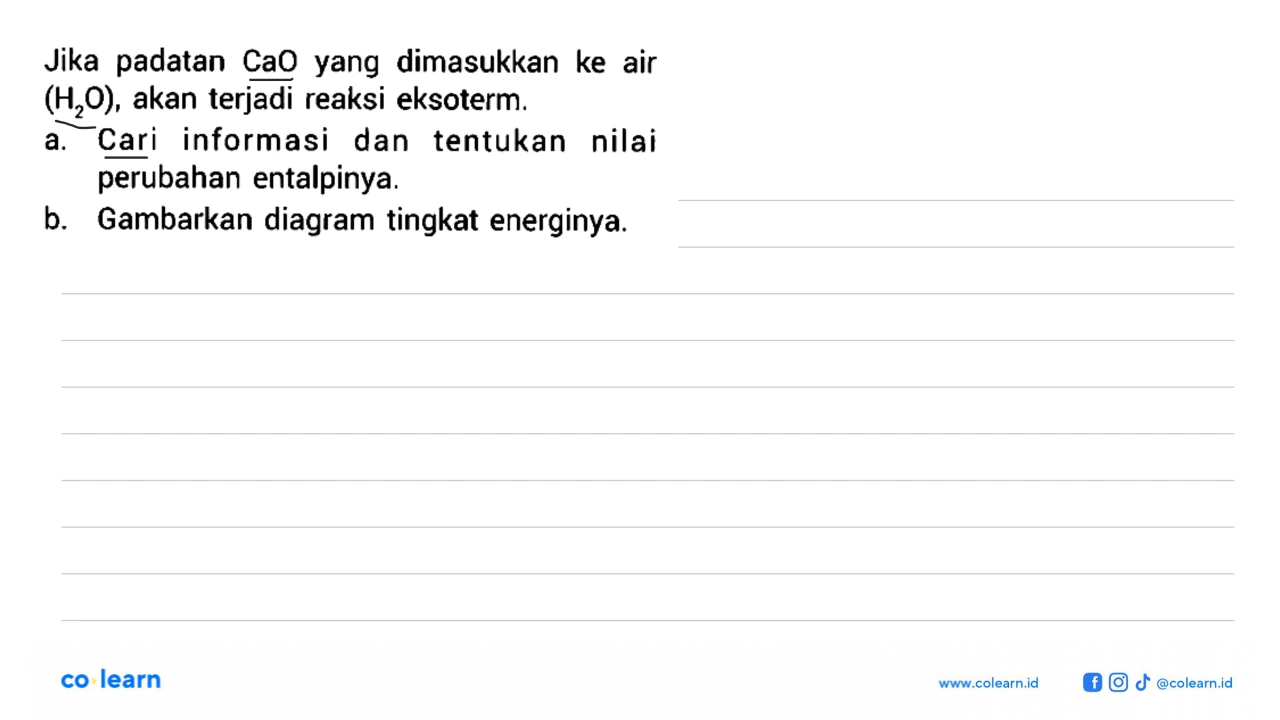 Jika padatan CaO yang dimasukkan ke air
(H₂O), akan terjadi reaksi eksoterm.
a. Cari informasi dan tentukan nilai
perubahan entalpinya.
b. Gambarkan diagram tingkat energinya.
co learn
www.colearn.id
@colearn.id